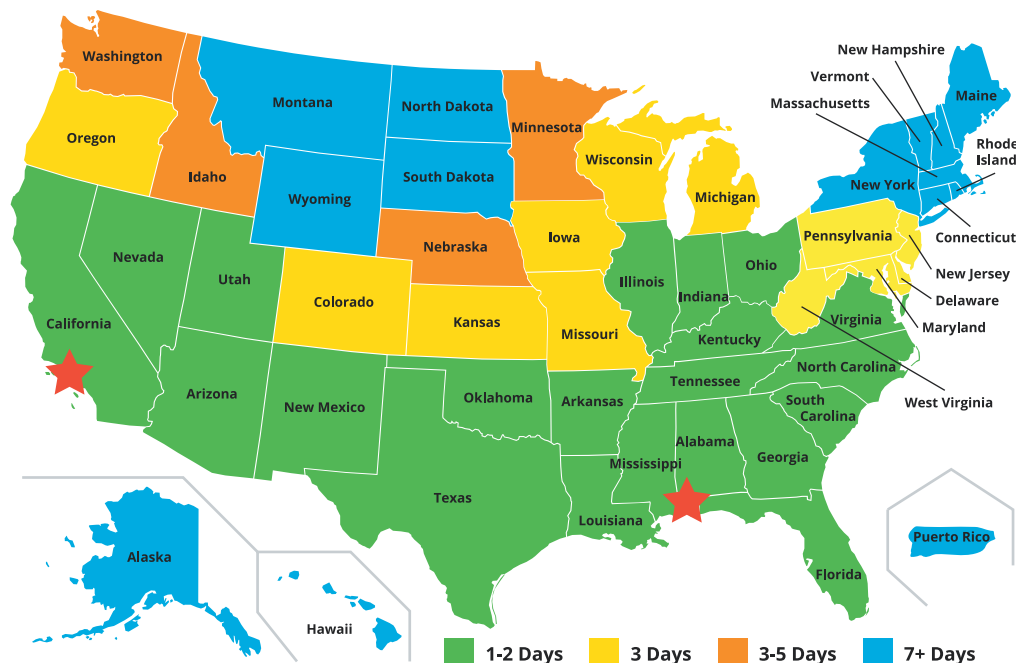 Washington
New Hampshire
Vermont
Montana
North Dakota
Massachusetts
Maine
Oregon
Minnesota
Rhode
Island
Wisconsin
Idaho
South Dakota
New York
Wyoming
Michigan
Iowa
Pennsylvania
Connecticut
Nebraska
Nevada
Ohio
New Jersey
Utah
Illinois
Colorado
Indiana
Delaware
California
Kansas
Virginia
Maryland
Missouri
Kentucky
North Carolina
Tennessee
Arizona
Oklahoma
Arkansas
South
Carolina
West Virginia
New Mexico
Alabama
Mississippi
Georgia
Texas
Louisiana
Puerto Rico
Alaska
Florida
Hawaii
1-2 Days
3 Days
3-5 Days
7+ Days